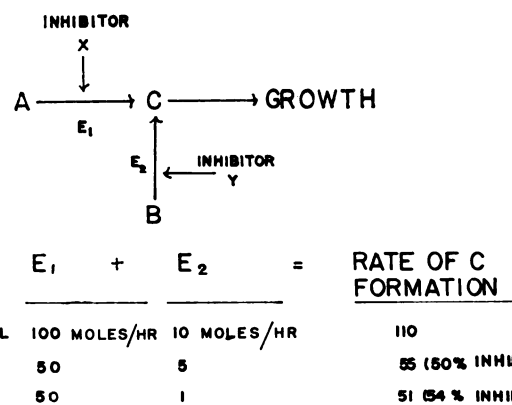 INHIBITOR
X
A C GROWTH
E₁
E₂ INHIBITOR
Y
B
E₁ + E₂ = RATE OF C
FORMATION
L 100 MOLES/HR 10 MOLES/HR 110
50 5 55 (50% INHI
50 1 51 (54% INHI